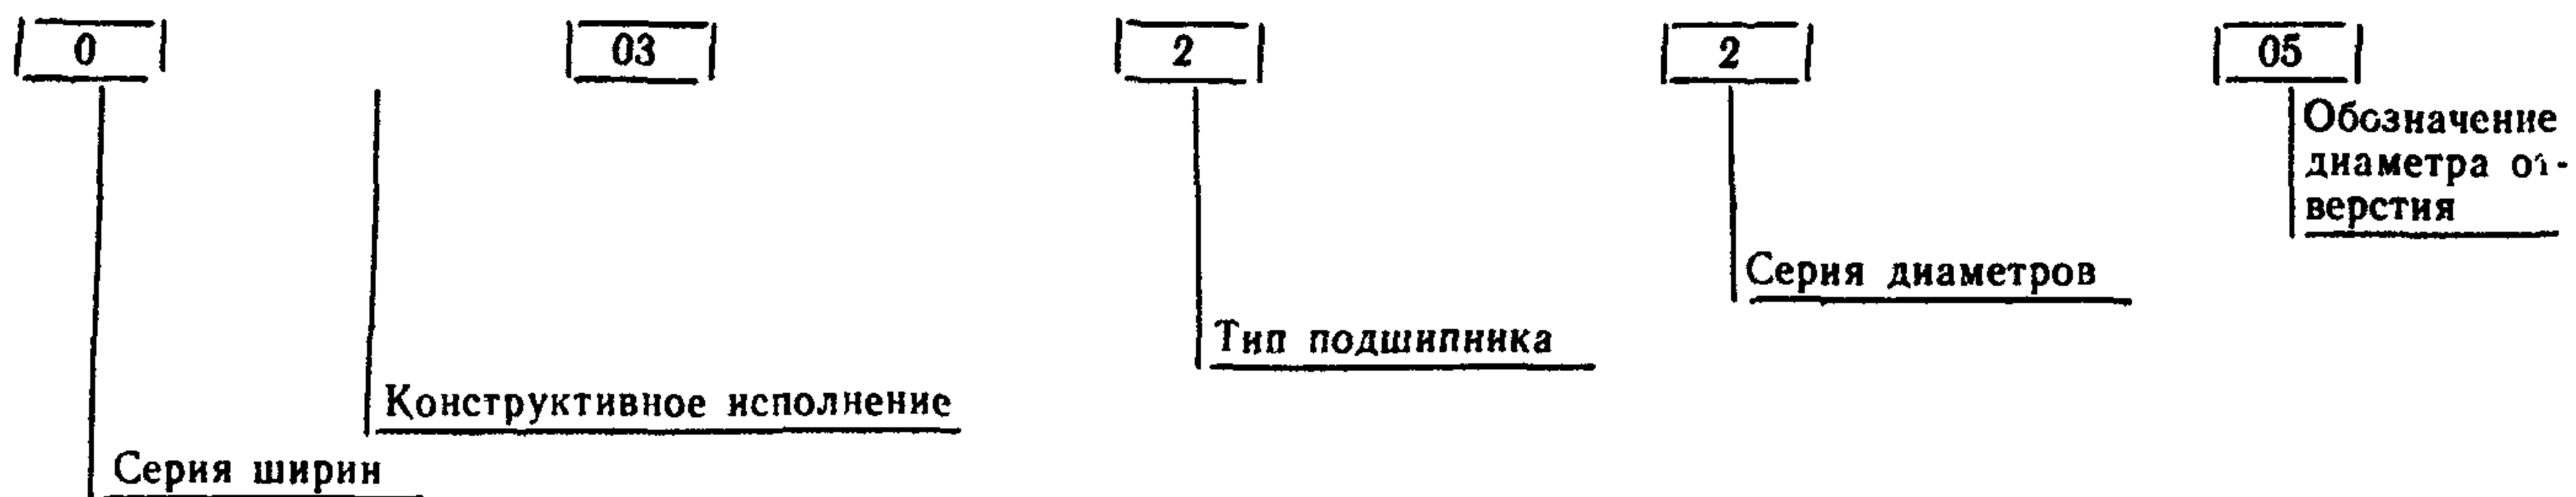 0 03 2 2 05
Обозначение
диаметра от-
верстия
Серия диаметров
Тип подшипника
Конструктивное исполнение
Серия ширин